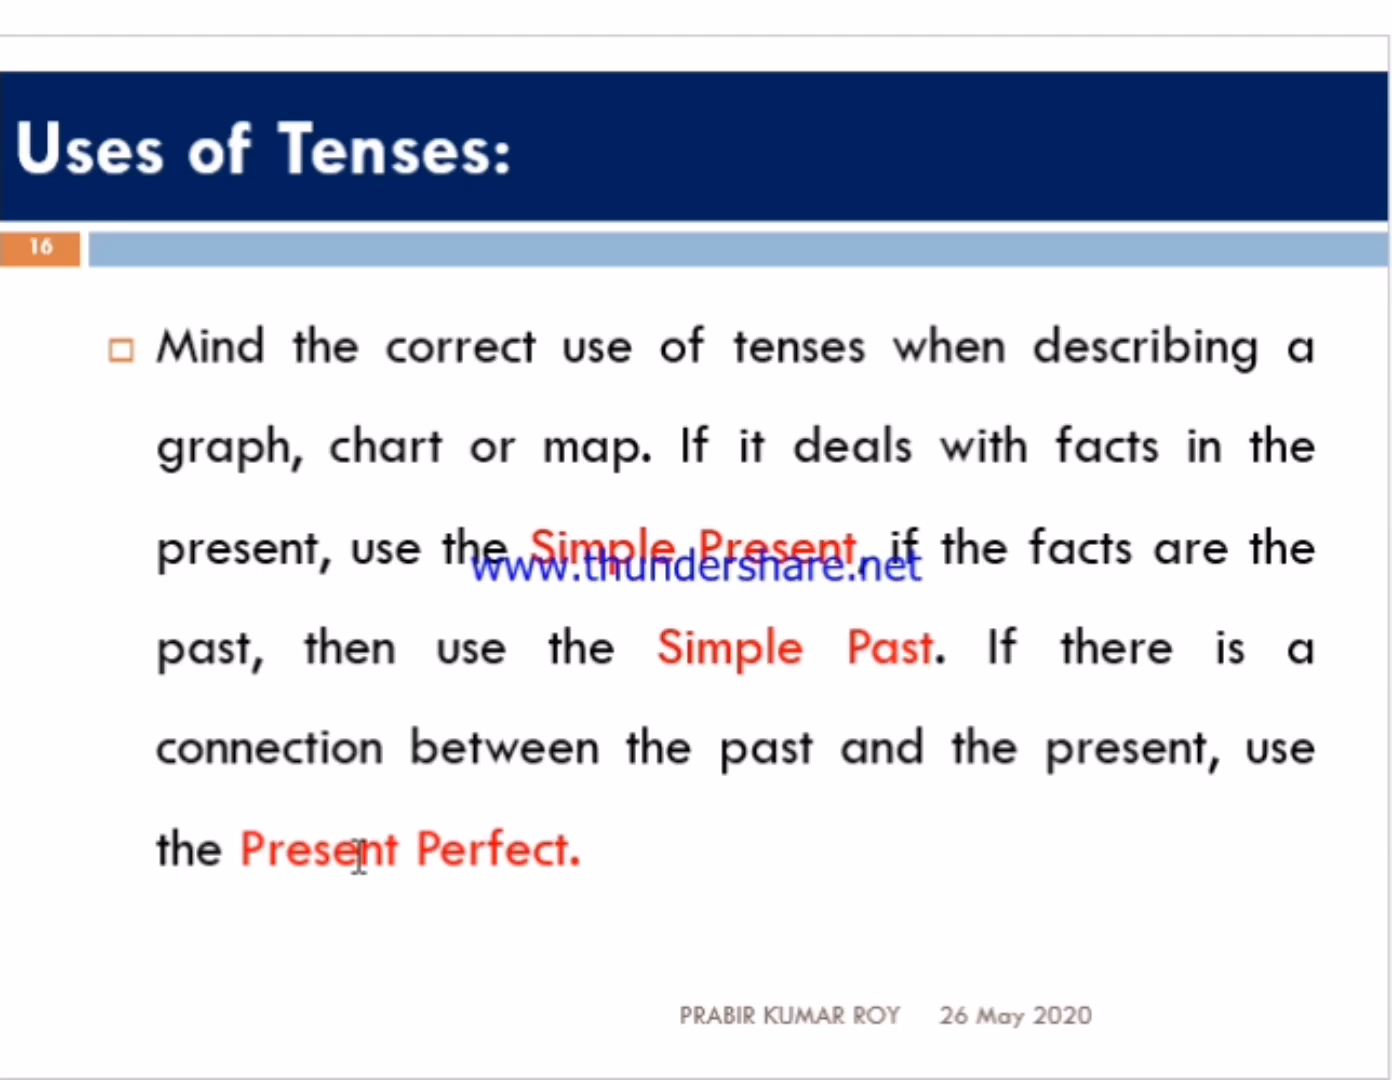 Uses of Tenses:
16
Mind the correct use of tenses when describing a
graph, chart or map. If it deals with facts in the
present, use the Simple Present, if the facts are the
www.thundershare.net
past, then use the Simple Past. If there is a
connection between the past and the present, use
the Present Perfect.
PRABIR KUMAR ROY 26 May 2020